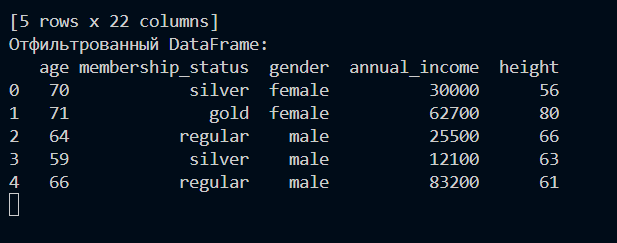 [5 rows x 22 columns]
Отфильтрованный DataFrame:
   age membership_status  gender  annual_income  height
0   70            silver  female          30000      56
1   71              gold  female          62700      80
2   64           regular    male          25500      66
3   59            silver    male          12100      63
4   66           regular    male          83200      61